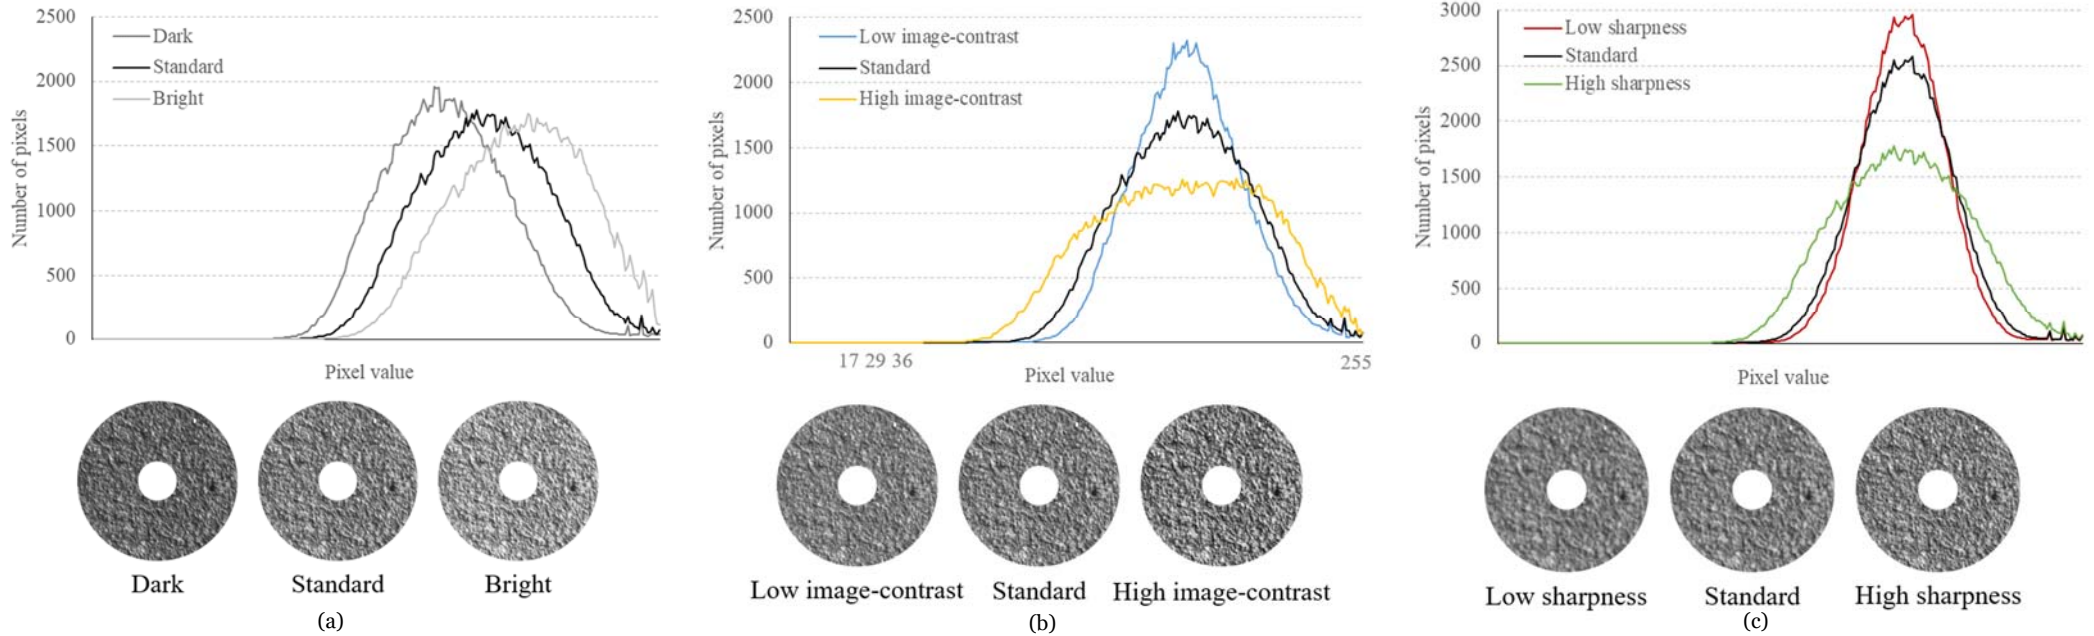 2500
2000
1500
1000
500
0
Number of pixels
Dark
Standard
Bright
Pixel value
Dark Standard Bright
(a)
2500
2000
1500
1000
500
0
Number of pixels
Low image-contrast
Standard
High image-contrast
17 29 36 255
Pixel value
Low image-contrast Standard High image-contrast
(b)
3000
2500
2000
1500
1000
500
0
Number of pixels
Low sharpness
Standard
High sharpness
Pixel value
Low sharpness Standard High sharpness
(c)